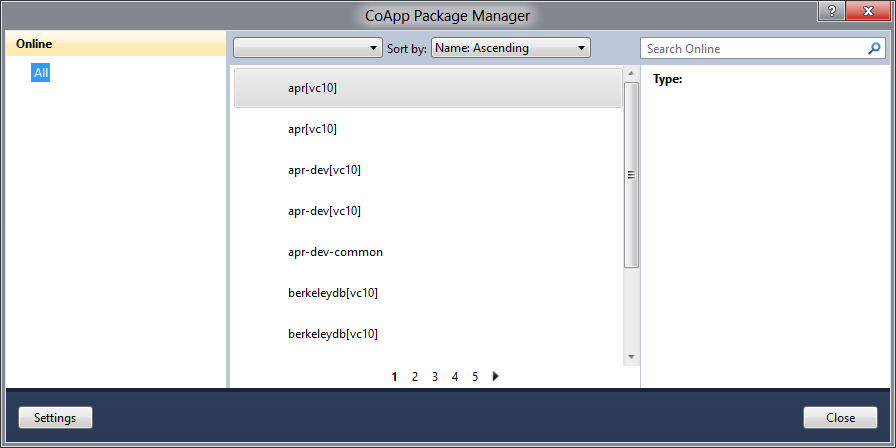 CoApp Package Manager
?
Online
All
Sort by: Name: Ascending
Search Online
apr[vc10]
apr[vc10]
apr-dev[vc10]
apr-dev[vc10]
apr-dev-common
berkeleydb[vc10]
berkeleydb[vc10]
1 2 3 4 5
Type:
Settings
Close